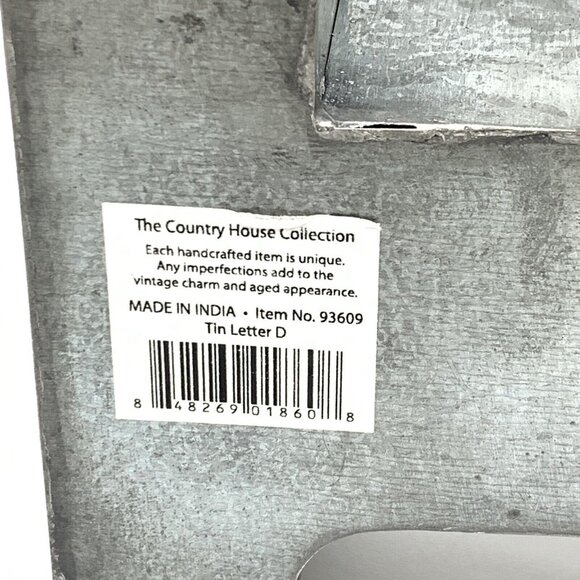 The Country House Collection
Each handcrafted item is unique.
Any imperfections add to the
vintage charm and aged appearance.
MADE IN INDIA • Item No. 93609
Tin Letter D
8 48269 01860 8